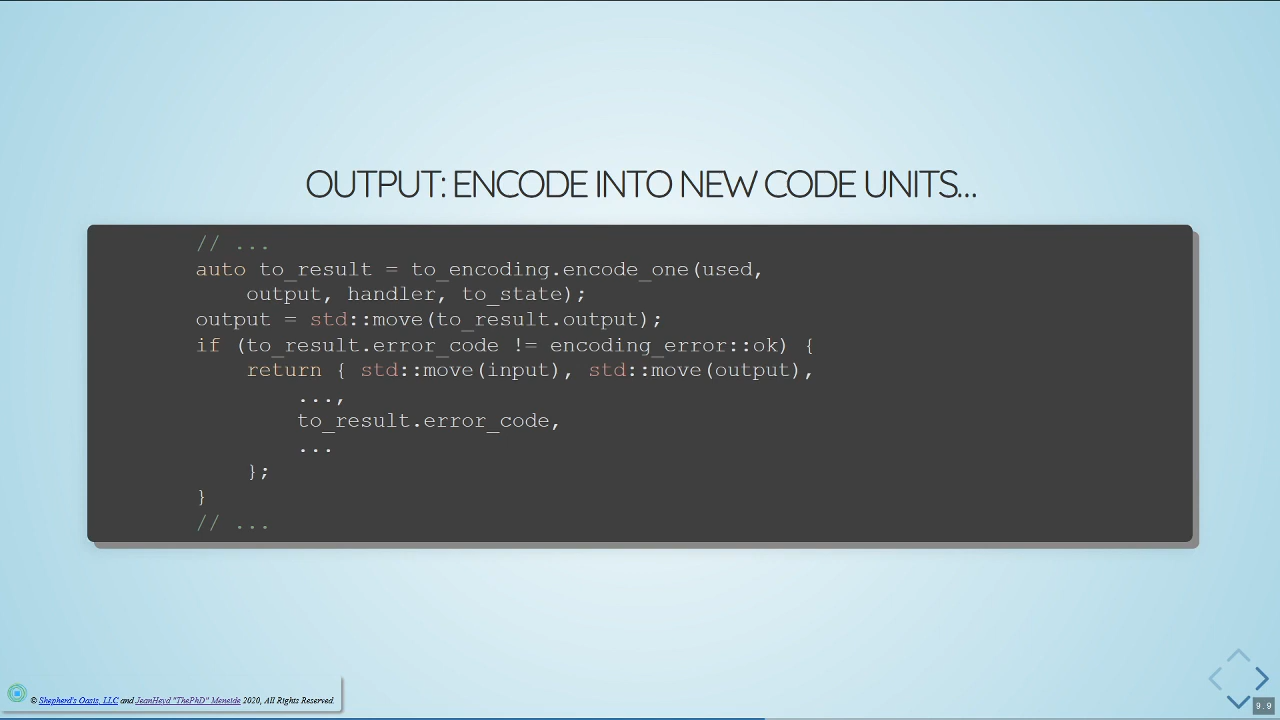 OUTPUT: ENCODE INTO NEW CODE UNITS...
// ...
auto to_result = to_encoding.encode_one(used,
    output, handler, to_state);
output = std::move(to_result.output);
if (to_result.error_code != encoding_error::ok) {
    return { std::move(input), std::move(output),
        ...,
        to_result.error_code,
        ...
    };
}
// ...
© Shepherd's Oasis, LLC and JeanHeyd "ThePhD" Meneide 2020, All Rights Reserved.
9.9